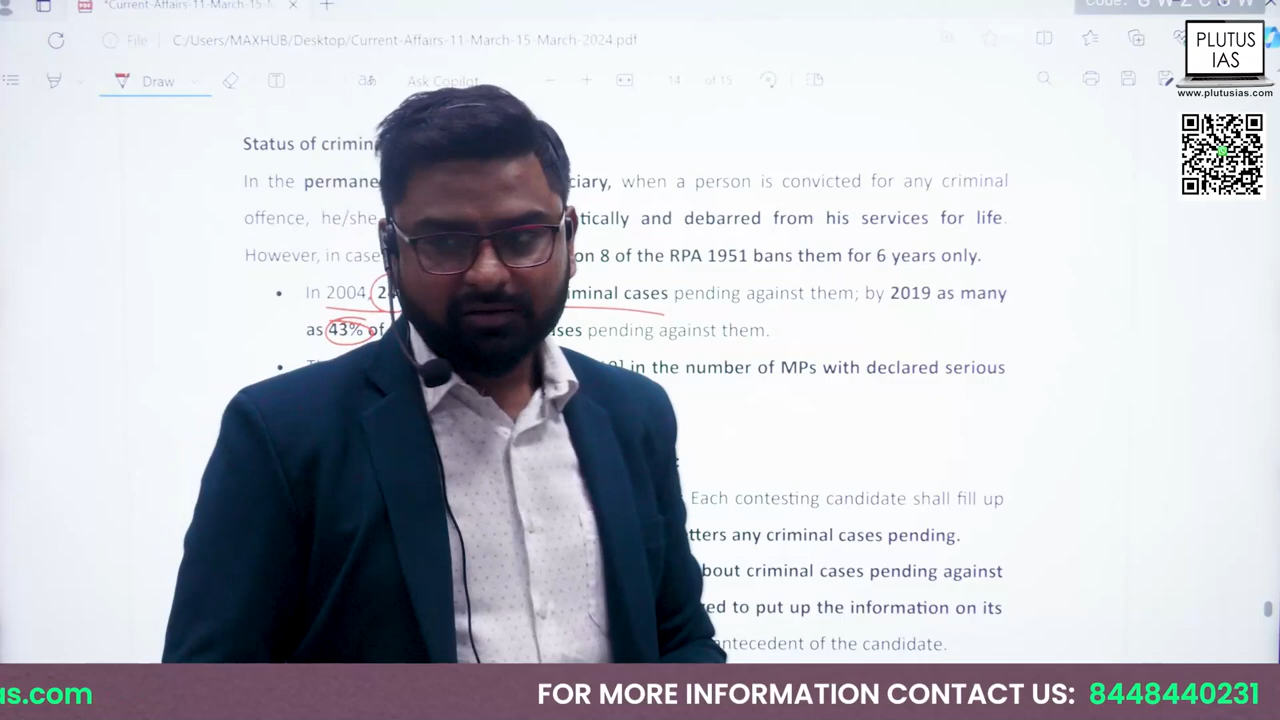 *Current-Affairs-11-March-15-M
File
C:/Users/MAXHUB/Desktop/Current-Affairs-11-March-15-March-2024.pdf
PLUTUS
IAS
www.plutusias.com
Draw
Ask Copilot
14 of 15
Status of crimin
In the permane ciary, when a person is convicted for any criminal
offence, he/she tically and debarred from his services for life.
However, in case on 8 of the RPA 1951 bans them for 6 years only.
• In 2004, iminal cases pending against them; by 2019 as many
as 43% of ses pending against them.
• in the number of MPs with declared serious
:
Each contesting candidate shall fill up
tters any criminal cases pending.
bout criminal cases pending against
ed to put up the information on its
antecedent of the candidate.
as.com FOR MORE INFORMATION CONTACT US: 8448440231